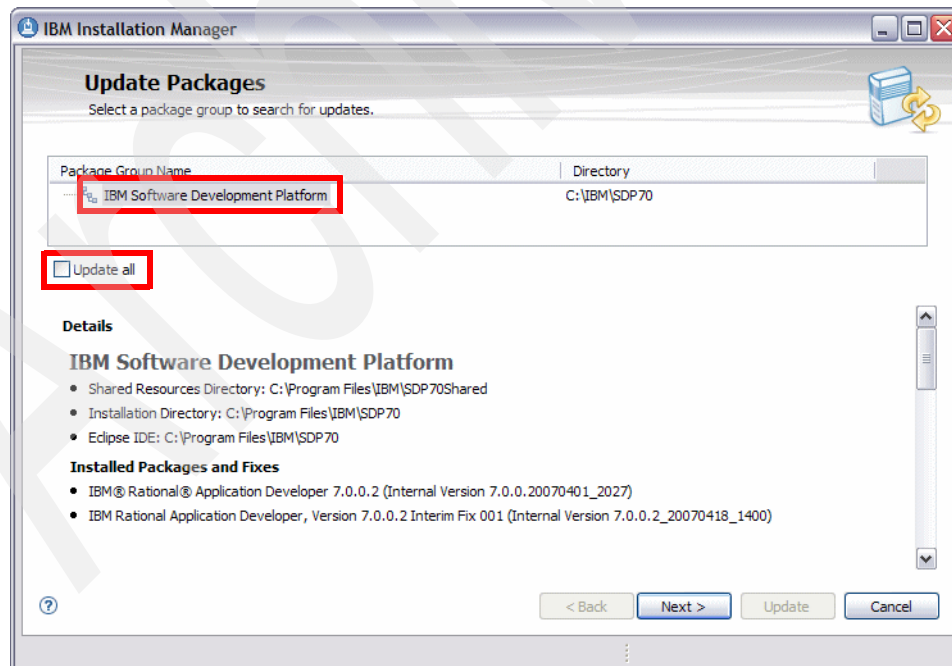 IBM Installation Manager
Update Packages
Select a package group to search for updates.
Package Group Name Directory
IBM Software Development Platform C:\IBM\SDP70
Update all
Details
IBM Software Development Platform
• Shared Resources Directory: C:\Program Files\IBM\SDP70Shared
• Installation Directory: C:\Program Files\IBM\SDP70
• Eclipse IDE: C:\Program Files\IBM\SDP70
Installed Packages and Fixes
• IBM® Rational® Application Developer 7.0.0.2 (Internal Version 7.0.0.20070401_2027)
• IBM Rational Application Developer, Version 7.0.0.2 Interim Fix 001 (Internal Version 7.0.0.2_20070418_1400)
? < Back Next > Update Cancel